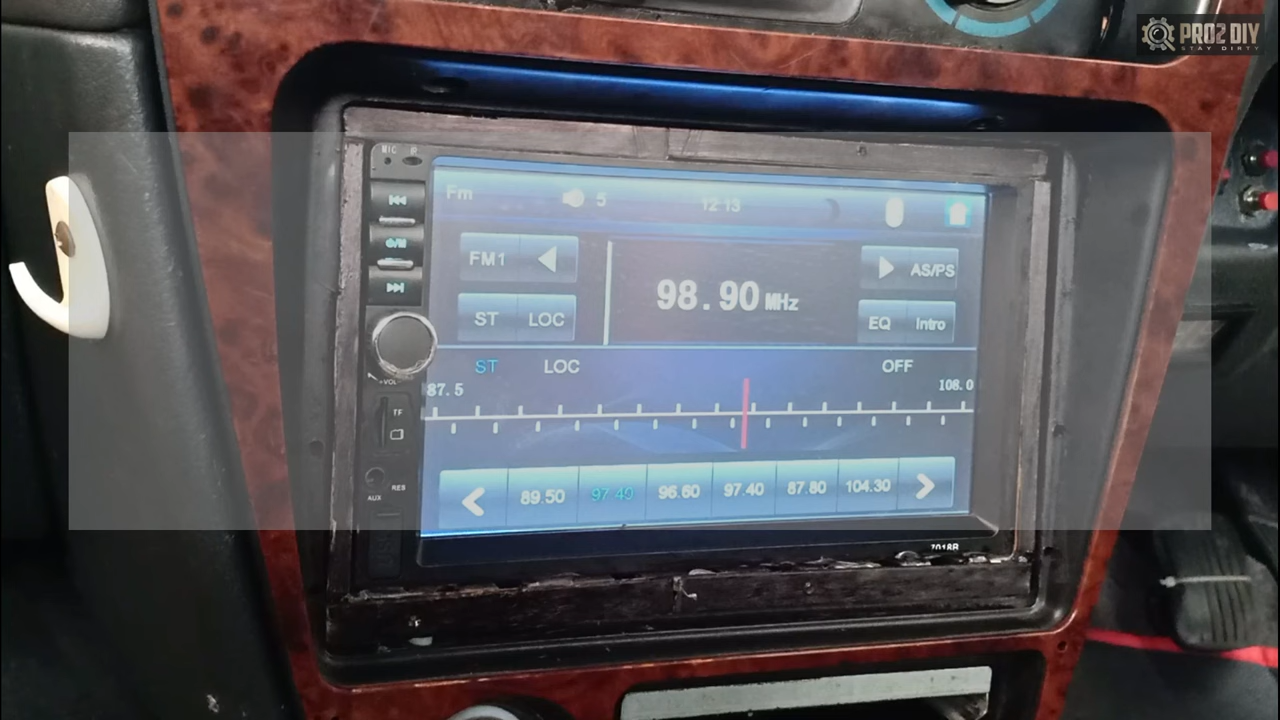 PRO2 DIY
STAY DIRTY
MIC IR
Fm 5 12:13
FM1 AS/PS
98.90 MHz
ST LOC EQ Intro
ST LOC OFF
VOL
87.5 108.0
TF
89.50 97.40 96.60 97.40 87.80 104.30
RES
AUX
7018B